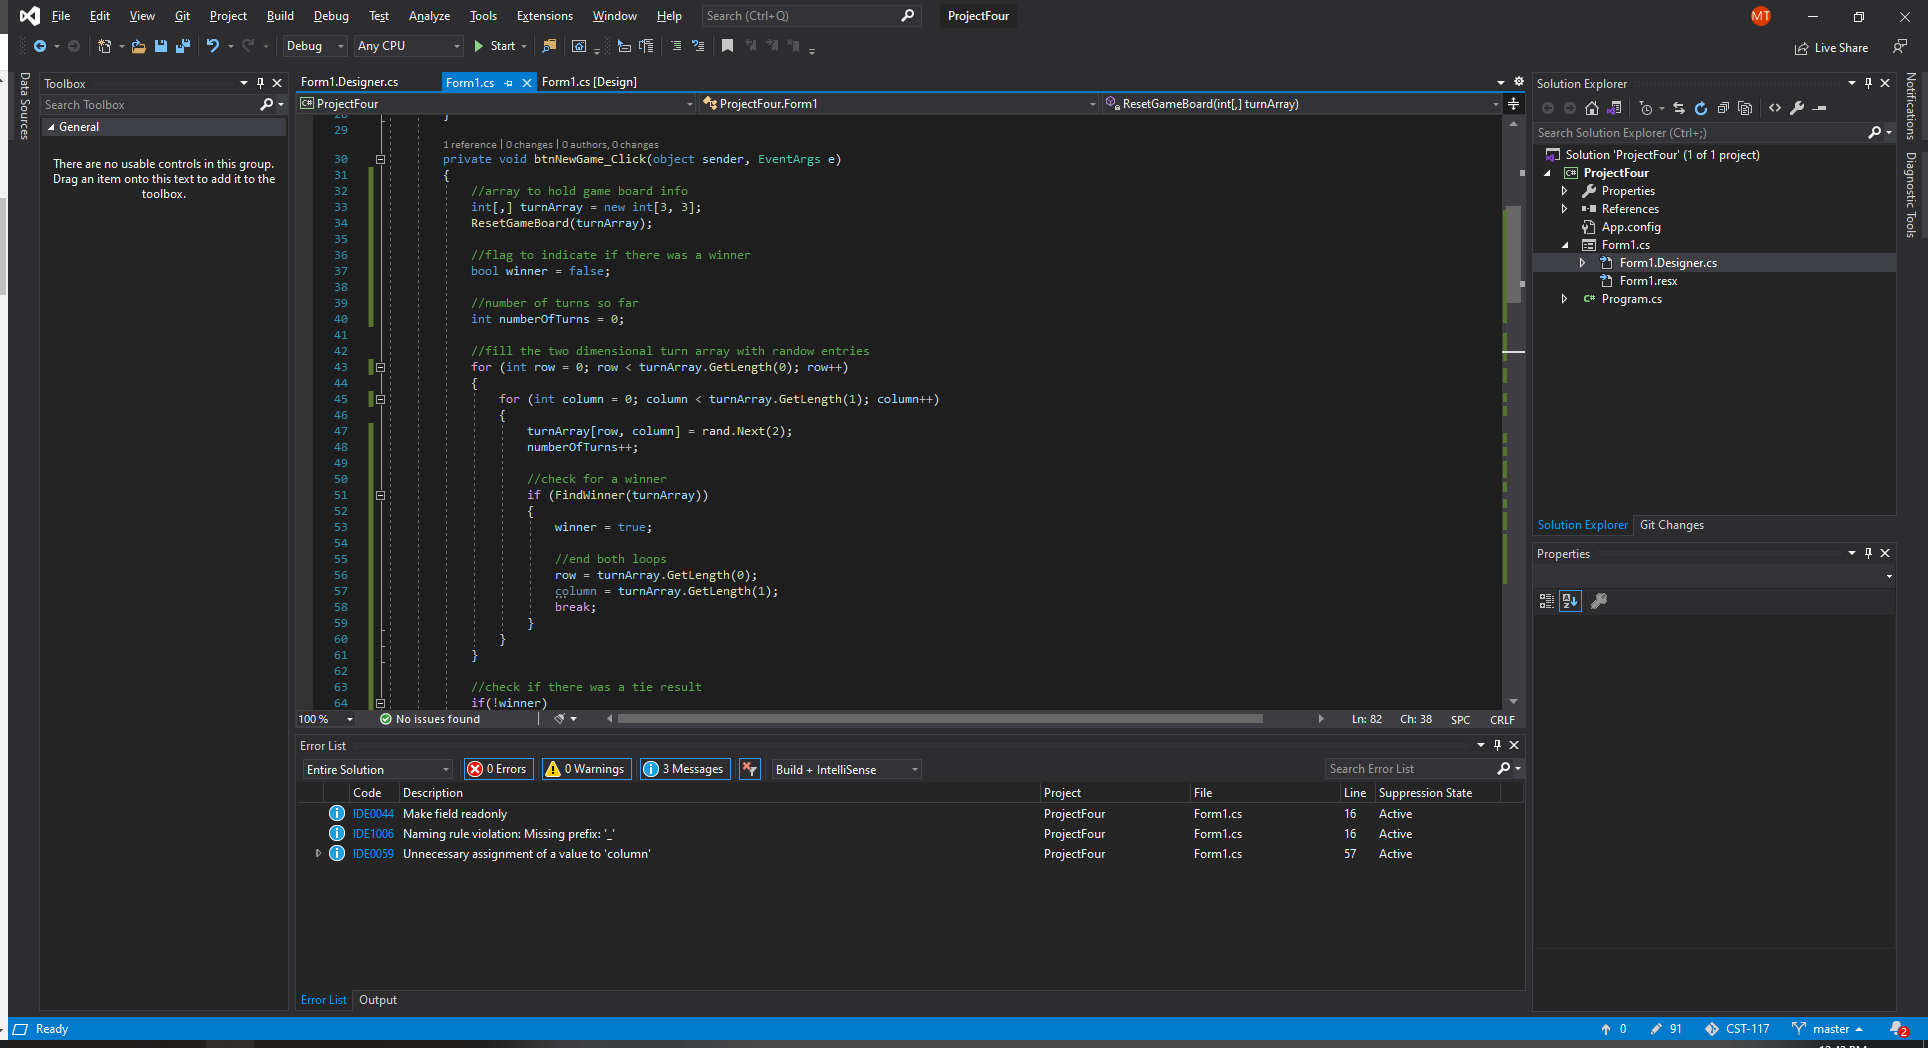 File Edit View Git Project Build Debug Test Analyze Tools Extensions Window Help Search (Ctrl+Q) ProjectFour MT
Debug Any CPU Start Live Share
Data Sources
Toolbox
Search Toolbox
General
There are no usable controls in this group.
Drag an item onto this text to add it to the
toolbox.
Form1.Designer.cs Form1.cs Form1.cs [Design]
C# ProjectFour ProjectFour.Form1 ResetGameBoard(int[,] turnArray)
28 }
29
1 reference | 0 changes | 0 authors, 0 changes
30 private void btnNewGame_Click(object sender, EventArgs e)
31 {
32 //array to hold game board info
33 int[,] turnArray = new int[3, 3];
34 ResetGameBoard(turnArray);
35
36 //flag to indicate if there was a winner
37 bool winner = false;
38
39 //number of turns so far
40 int numberOfTurns = 0;
41
42 //fill the two dimensional turn array with randow entries
43 for (int row = 0; row < turnArray.GetLength(0); row++)
44 {
45 for (int column = 0; column < turnArray.GetLength(1); column++)
46 {
47 turnArray[row, column] = rand.Next(2);
48 numberOfTurns++;
49
50 //check for a winner
51 if (FindWinner(turnArray))
52 {
53 winner = true;
54
55 //end both loops
56 row = turnArray.GetLength(0);
57 column = turnArray.GetLength(1);
58 break;
59 }
60 }
61 }
62
63 //check if there was a tie result
64 if(!winner)
100 % No issues found Ln: 82 Ch: 38 SPC CRLF
Error List
Entire Solution 0 Errors 0 Warnings 3 Messages Build + IntelliSense Search Error List
Code Description Project File Line Suppression State
IDE0044 Make field readonly ProjectFour Form1.cs 16 Active
IDE1006 Naming rule violation: Missing prefix: '_' ProjectFour Form1.cs 16 Active
IDE0059 Unnecessary assignment of a value to 'column' ProjectFour Form1.cs 57 Active
Error List Output
Solution Explorer
Search Solution Explorer (Ctrl+;)
Solution 'ProjectFour' (1 of 1 project)
C# ProjectFour
Properties
References
App.config
Form1.cs
Form1.Designer.cs
Form1.resx
C# Program.cs
Solution Explorer Git Changes
Properties
Notifications
Diagnostic Tools
Ready 0 91 CST-117 master 2